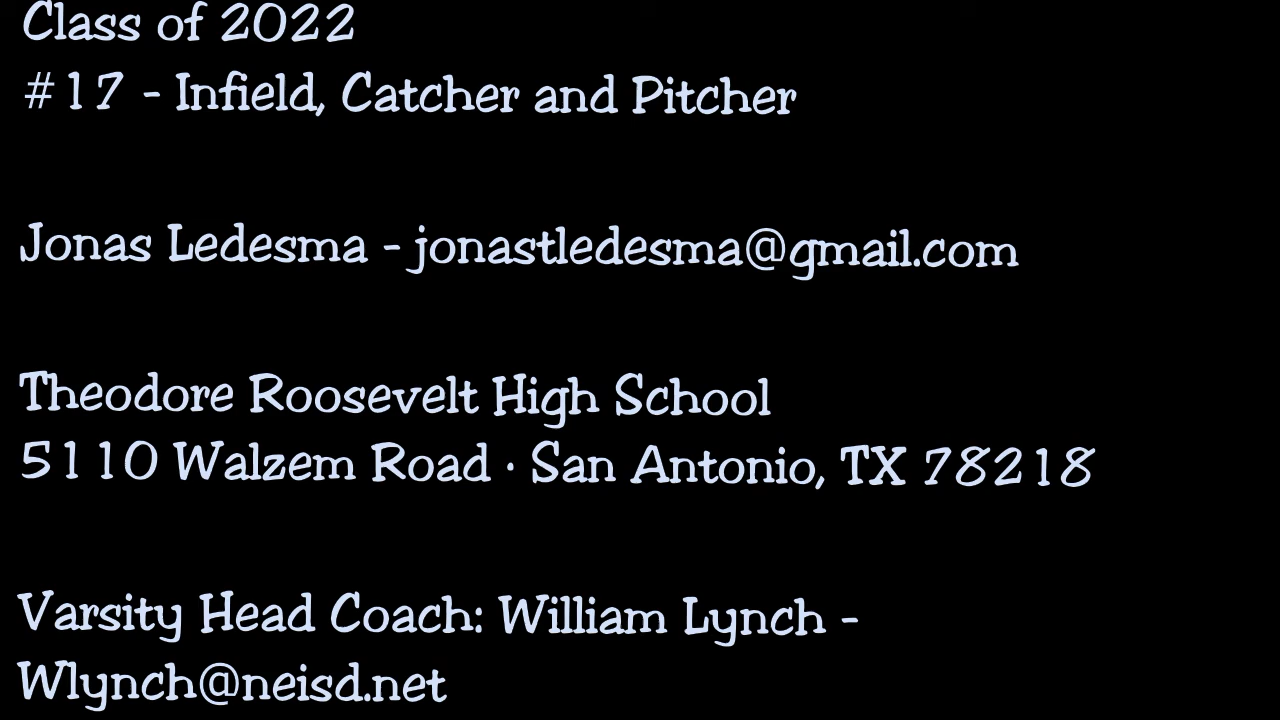 Class of 2022
#17 - Infield, Catcher and Pitcher
Jonas Ledesma - jonastledesma@gmail.com
Theodore Roosevelt High School
5110 Walzem Road · San Antonio, TX 78218
Varsity Head Coach: William Lynch -
Wlynch@neisd.net